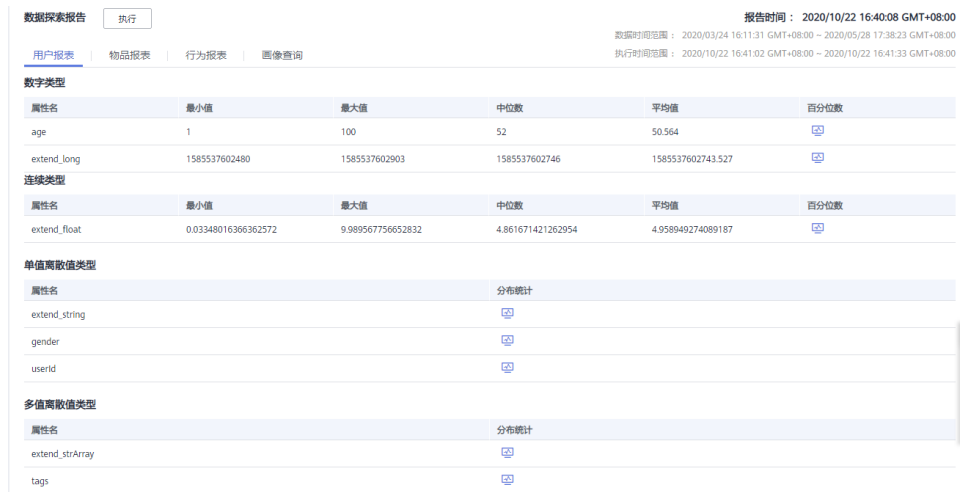 数据探索报告 执行 报告时间： 2020/10/22 16:40:08 GMT+08:00
数据时间范围： 2020/03/24 16:11:31 GMT+08:00 ~ 2020/05/28 17:38:23 GMT+08:00
用户报表 物品报表 行为报表 画像查询 执行时间范围： 2020/10/22 16:41:02 GMT+08:00 ~ 2020/10/22 16:41:33 GMT+08:00
数字类型
属性名 最小值 最大值 中位数 平均值 百分位数
age 1 100 52 50.564
extend_long 1585537602480 1585537602903 1585537602746 1585537602743.527
连续类型
属性名 最小值 最大值 中位数 平均值 百分位数
extend_float 0.03348016366362572 9.989567756652832 4.861671421262954 4.958949274089187
单值离散值类型
属性名 分布统计
extend_string
gender
userId
多值离散值类型
属性名 分布统计
extend_strArray
tags